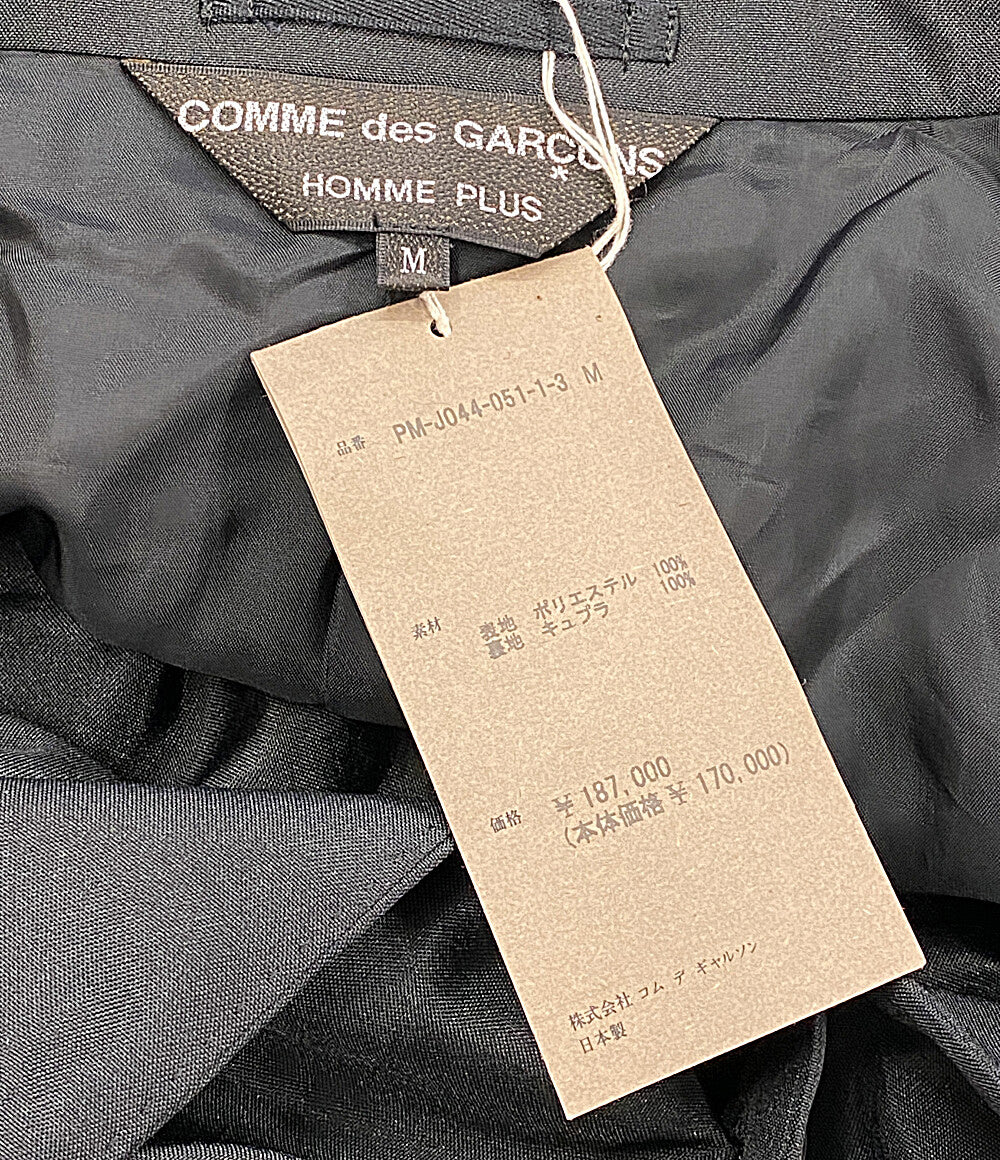 COMME des GARÇONS
HOMME PLUS
M
品番 PM-J044-051-1-3 M
素材 表地 ポリエステル 100%
裏地 キュプラ 100%
価格 ¥ 187,000
(本体価格 ¥ 170,000)
株式会社 コム デ ギャルソン
日本製